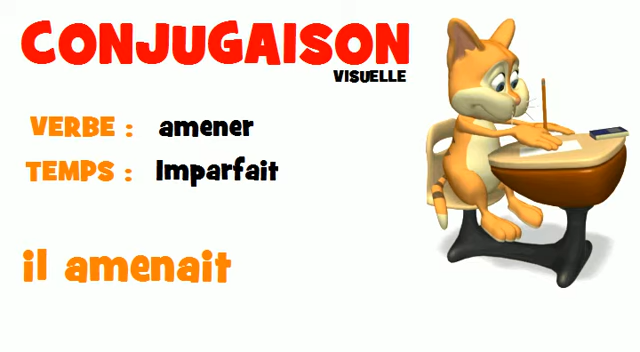 CONJUGAISON
VISUELLE
VERBE : amener
TEMPS : Imparfait
il amenait